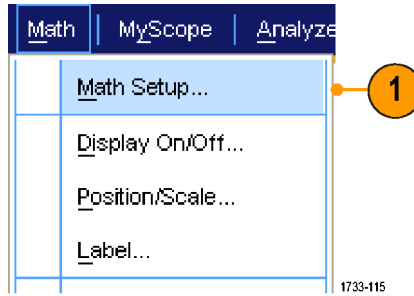 Math MyScope Analyze
Math Setup...
1
Display On/Off...
Position/Scale...
Label...
1733-115